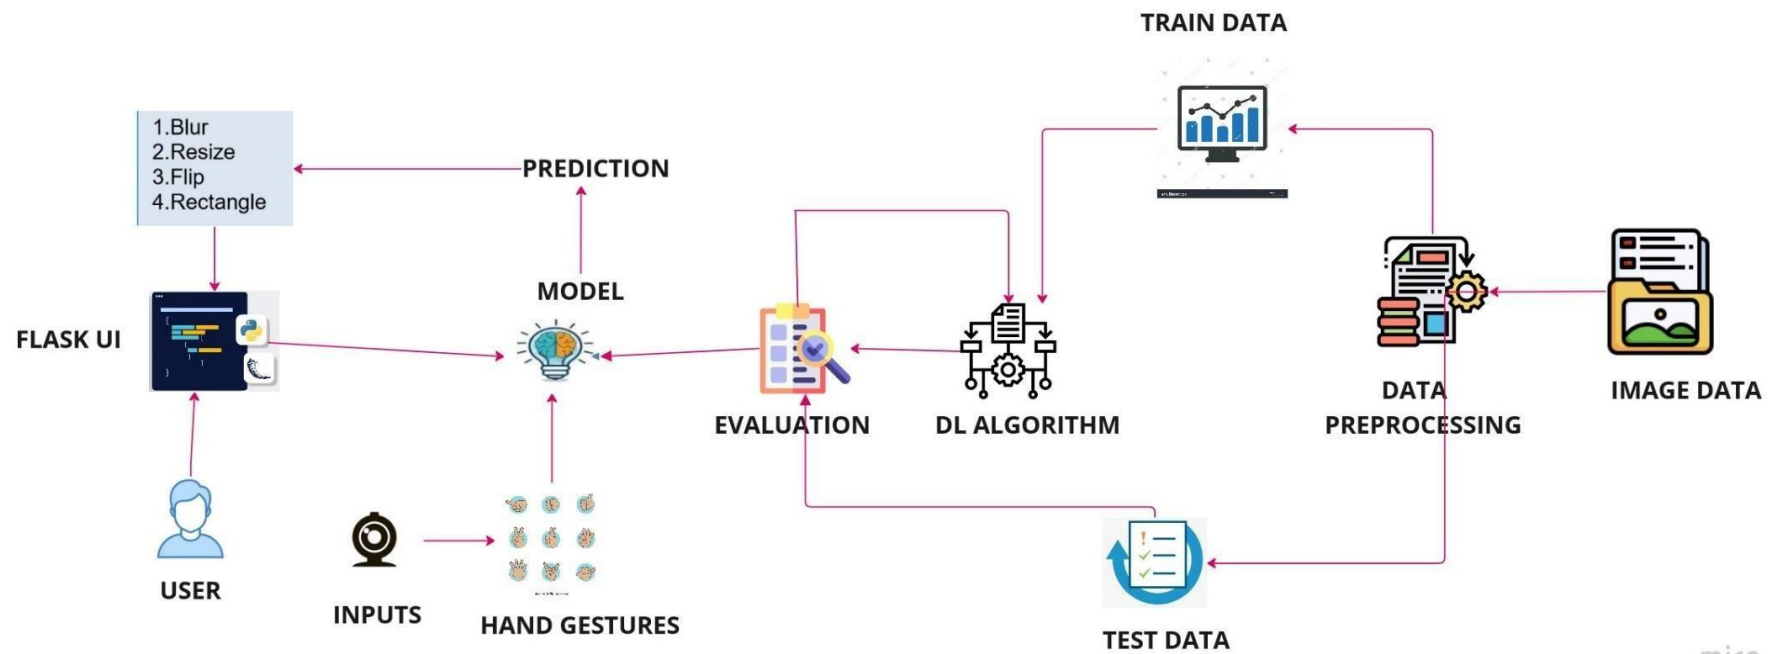 TRAIN DATA
1.Blur
2.Resize
3.Flip
4.Rectangle
PREDICTION
MODEL
FLASK UI
EVALUATION
DL ALGORITHM
DATA
PREPROCESSING
IMAGE DATA
USER
INPUTS
HAND GESTURES
TEST DATA
miro